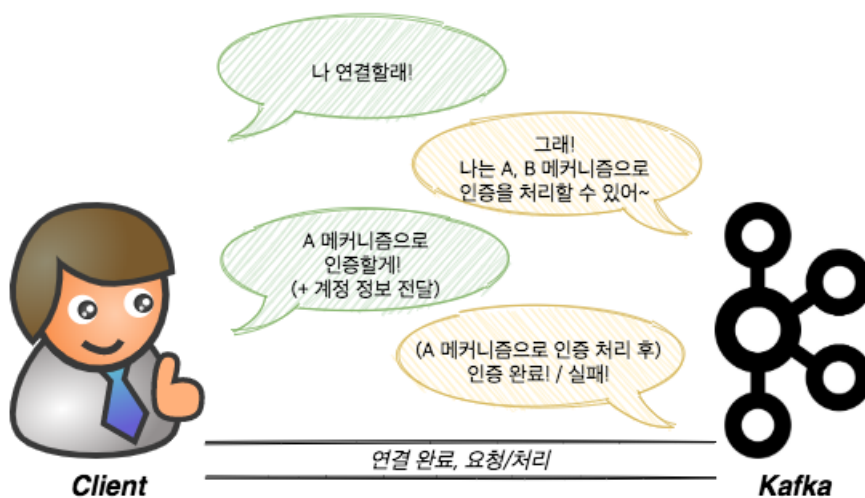 나 연결할래!
그래!
나는 A, B 메커니즘으로
인증을 처리할 수 있어~
A 메커니즘으로
인증할게!
(+ 계정 정보 전달)
(A 메커니즘으로 인증 처리 후)
인증 완료! / 실패!
연결 완료, 요청/처리
Client
Kafka